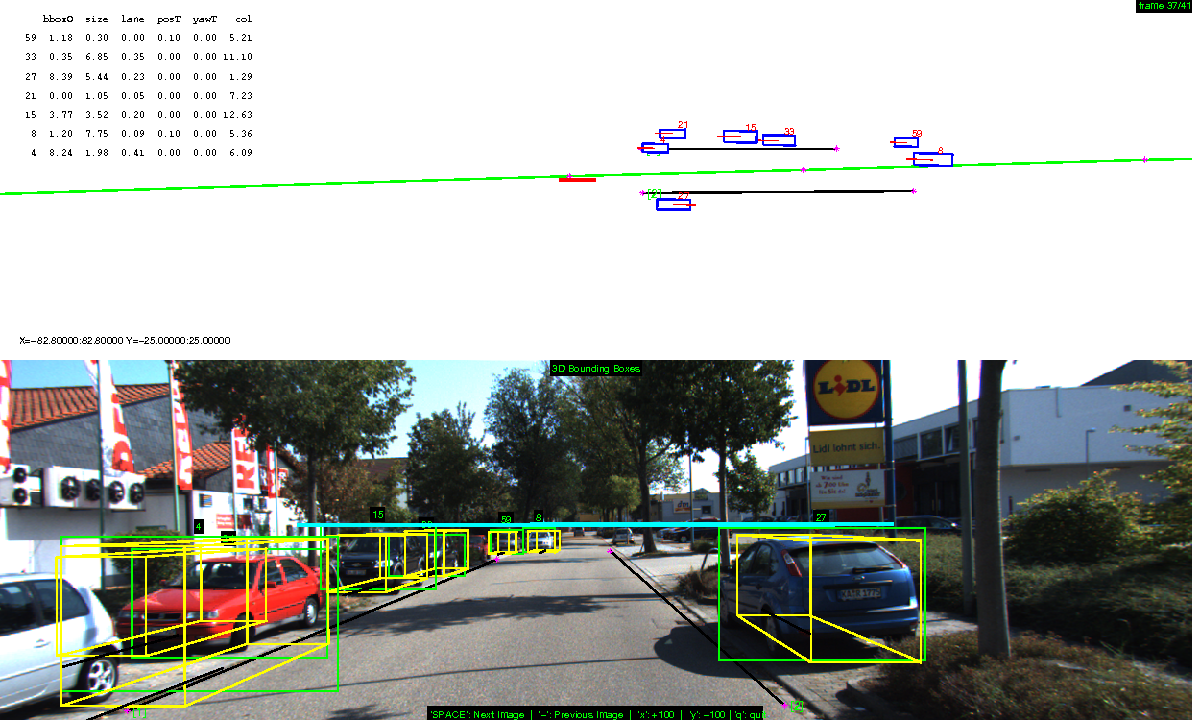 frame 37/41
bboxO size lane posT yawT col
59 1.18 0.30 0.00 0.10 0.00 5.21
33 0.35 6.85 0.35 0.00 0.00 11.10
27 8.39 5.44 0.23 0.00 0.00 1.29
21 0.00 1.05 0.05 0.00 0.00 7.23
15 3.77 3.52 0.20 0.00 0.00 12.63
8 1.20 7.75 0.09 0.10 0.00 5.36
4 8.24 1.98 0.41 0.00 0.00 6.09
21
15
33
59
8
[2]
27
X=-82.80000:82.80000 Y=-25.00000:25.00000
3D Bounding Boxes
LIDL
Lidl lohnt sich.
4
15
59
8
27
'SPACE': Next Image | '-': Previous Image | 'x': +100 | 'y': -100 | 'q': quit